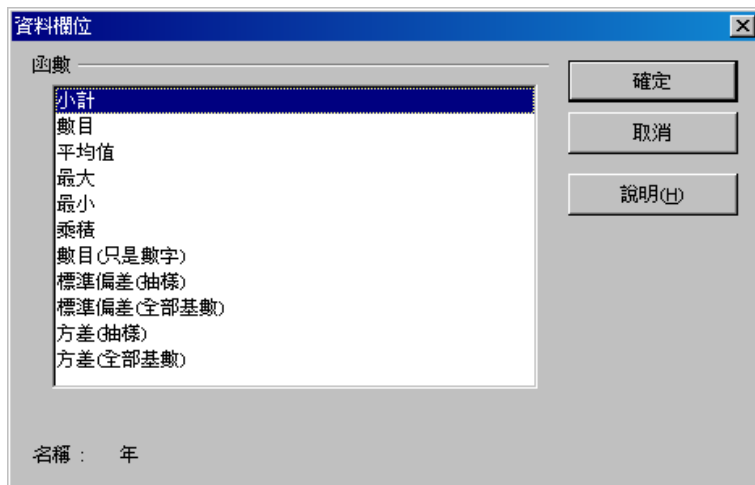 資料欄位
函數
小計
數目
平均值
最大
最小
乘積
數目(只是數字)
標準偏差(抽樣)
標準偏差(全部基數)
方差(抽樣)
方差(全部基數)
確定
取消
說明(H)
名稱： 年